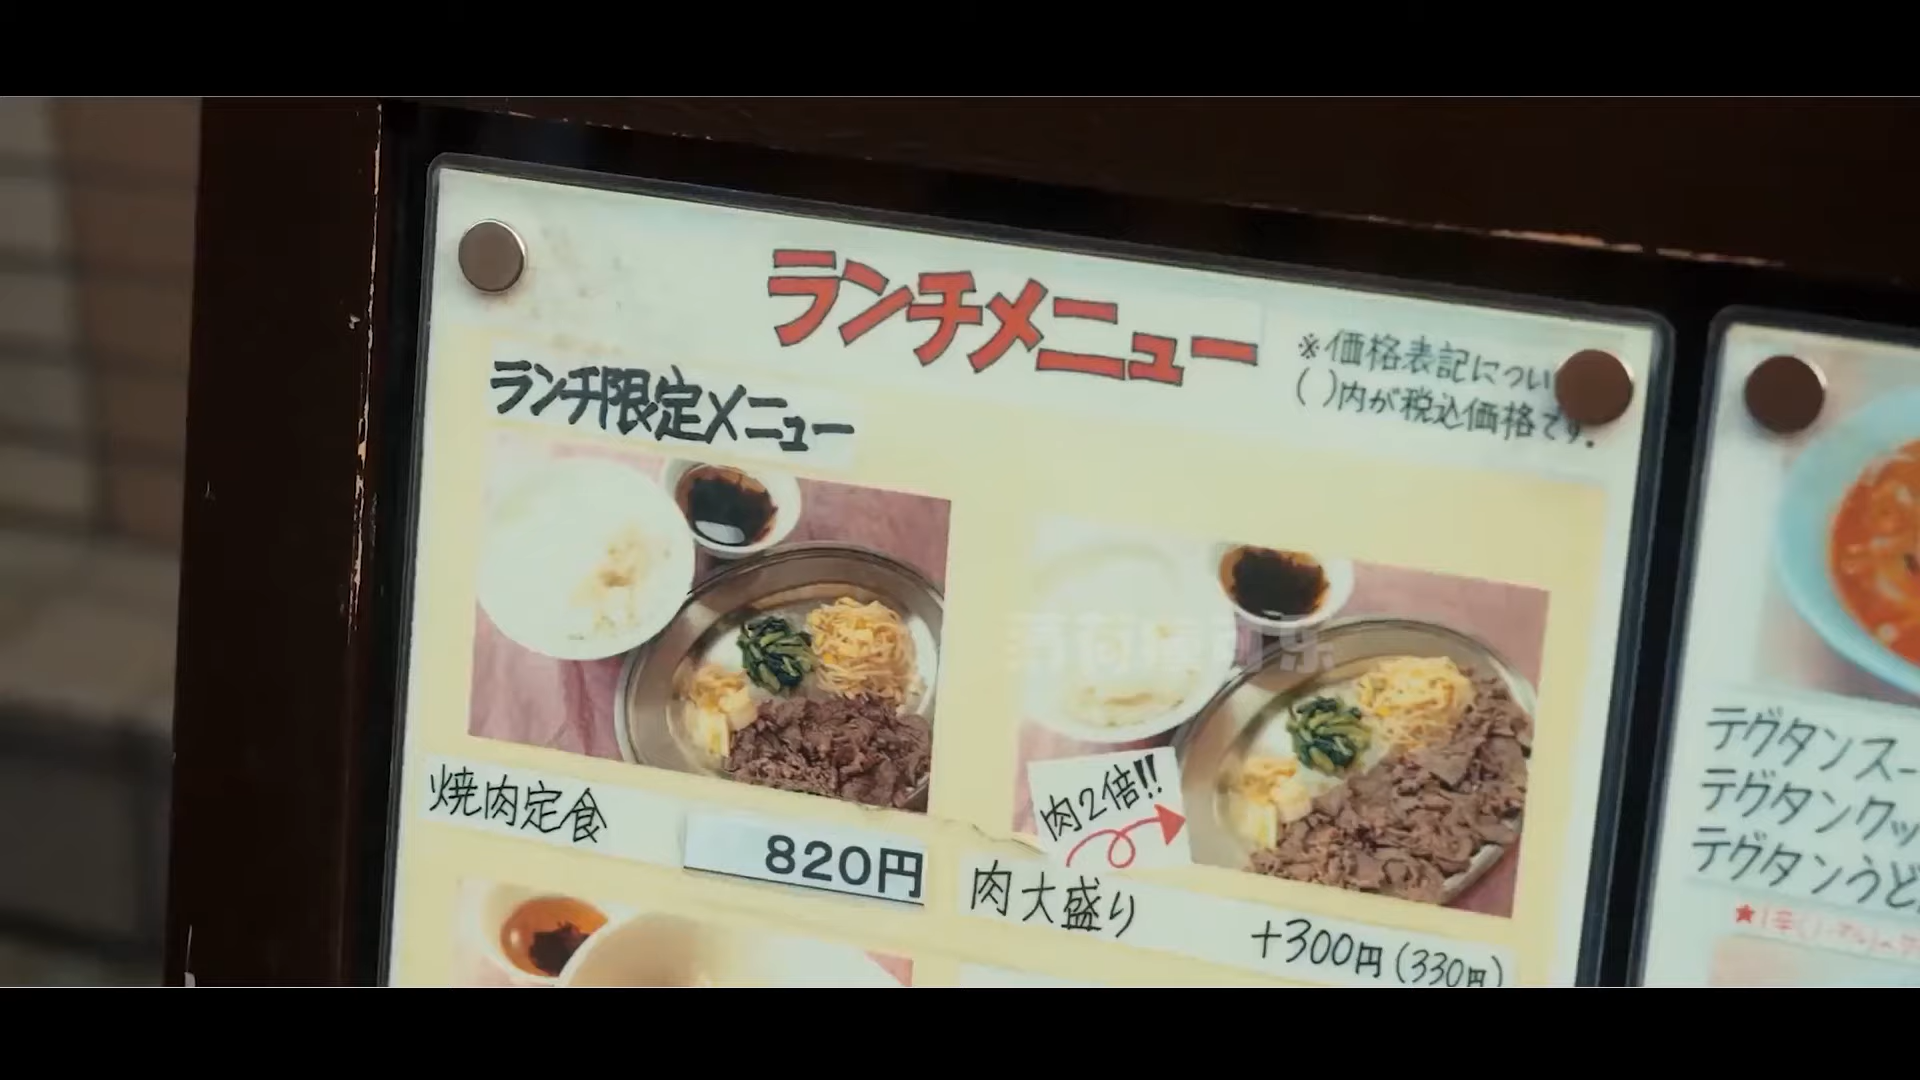 ランチメニュー
※価格表記につい
( )内が税込価格です.
ランチ限定メニュー
肉2倍!!
焼肉定食
820円
肉大盛り
+300円(330円)
テグタンスー
テグタンクッ
テグタンうど